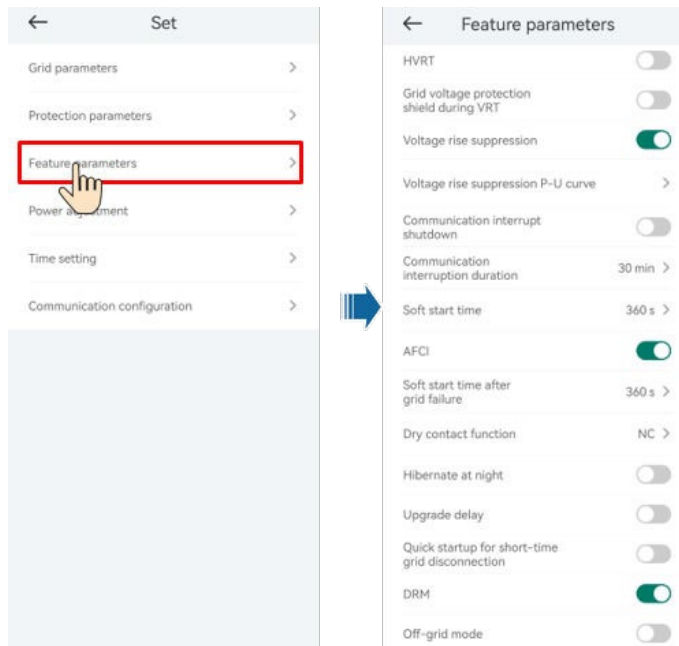 Set
Grid parameters
Protection parameters
Feature parameters
Power adjustment
Time setting
Communication configuration
Feature parameters
HVRT
Grid voltage protection
shield during VRT
Voltage rise suppression
Voltage rise suppression P-U curve
Communication interrupt
shutdown
Communication
interruption duration
30 min
Soft start time
360 s
AFCI
Soft start time after
grid failure
360 s
Dry contact function
NC
Hibernate at night
Upgrade delay
Quick startup for short-time
grid disconnection
DRM
Off-grid mode